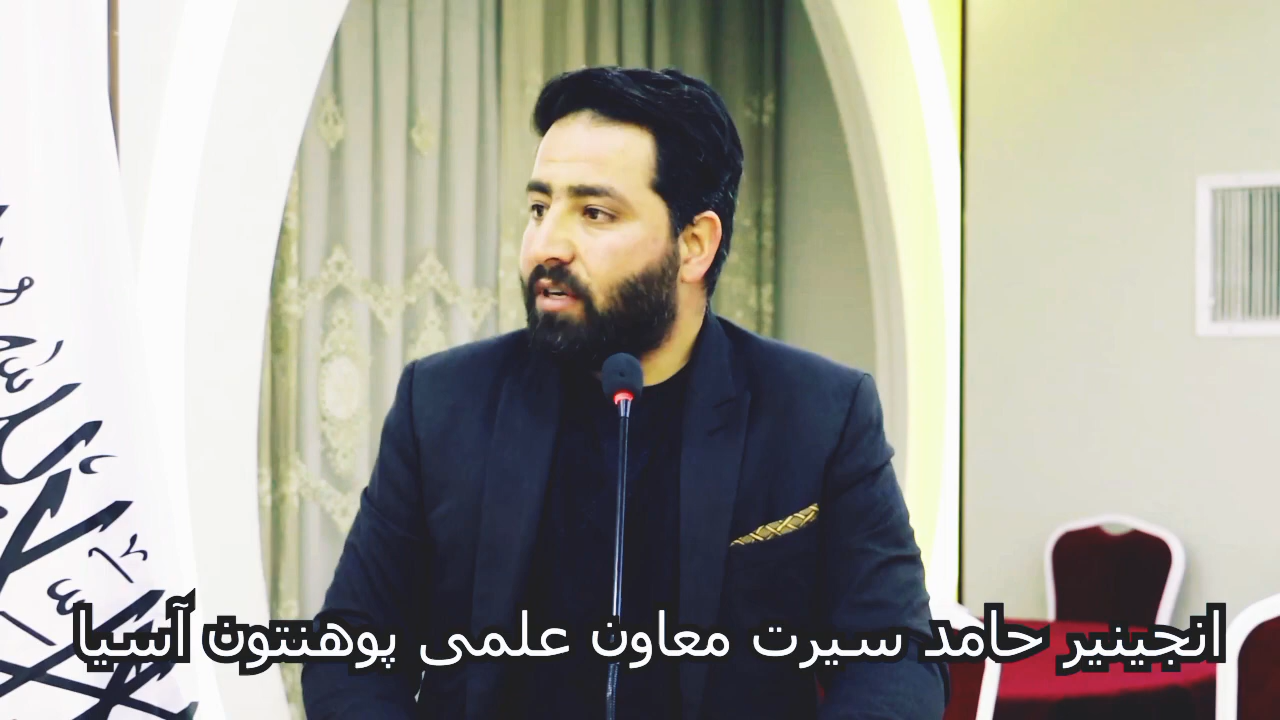 انجینیر حامد سیرت معاون علمی پوهنتون آسیا